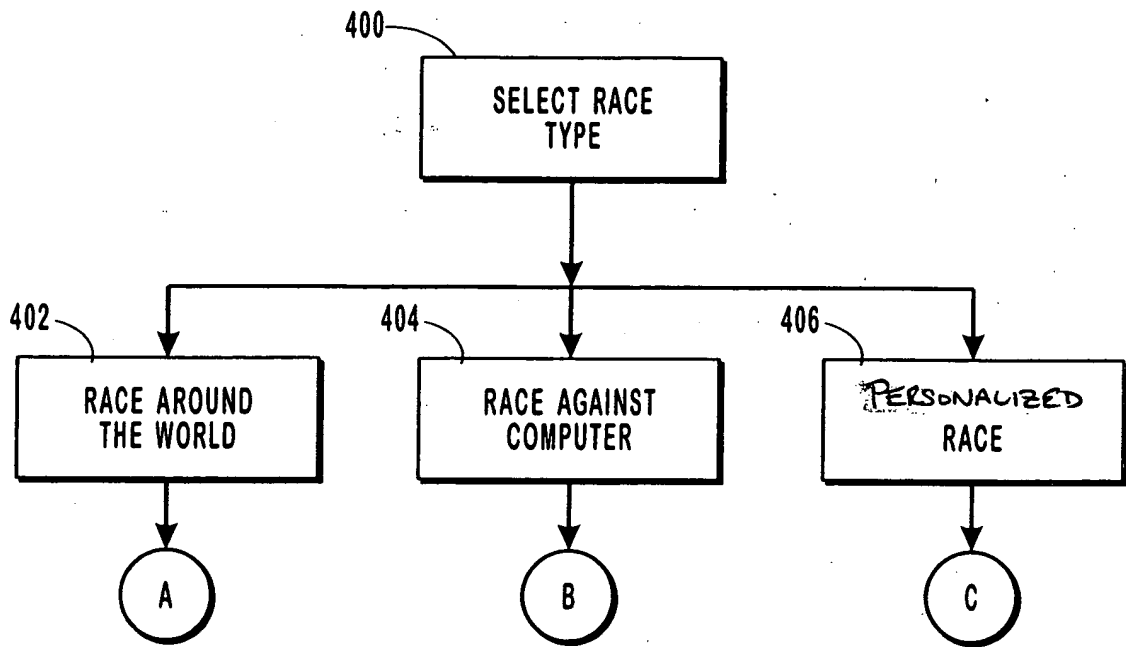 400
SELECT RACE
TYPE
402
404
406
RACE AROUND
THE WORLD
RACE AGAINST
COMPUTER
PERSONALIZED
RACE
A
B
C